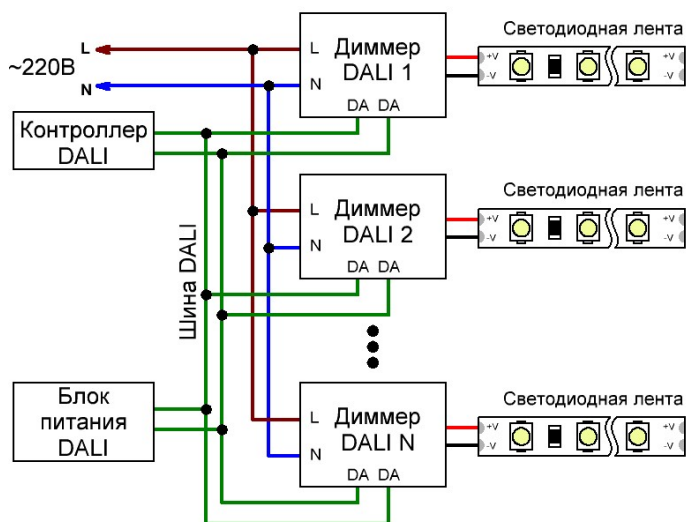 L
~220В
N
Контроллер
DALI
Шина DALI
Блок
питания
DALI
L
N
Диммер
DALI 1
DA DA
Светодиодная лента
+V
-V
+V
-V
L
N
Диммер
DALI 2
DA DA
Светодиодная лента
+V
-V
+V
-V
L
N
Диммер
DALI N
DA DA
Светодиодная лента
+V
-V
+V
-V